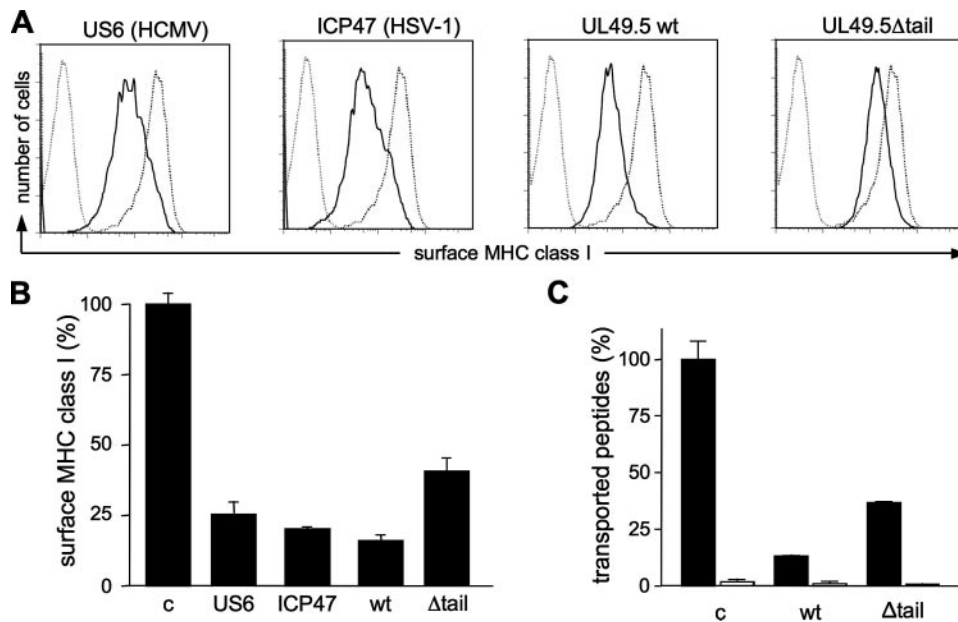 A
US6 (HCMV)
ICP47 (HSV-1)
UL49.5 wt
UL49.5Δtail
number of cells
surface MHC class I
B
surface MHC class I (%)
100
75
50
25
0
c
US6
ICP47
wt
Δtail
C
transported peptides (%)
100
75
50
25
0
c
wt
Δtail